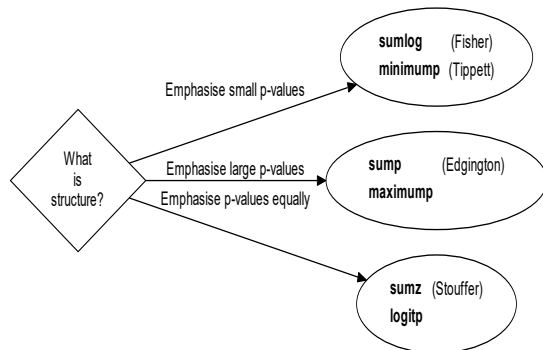 What
is
structure?
Emphasise small p-values
Emphasise large p-values
Emphasise p-values equally
sumlog (Fisher)
minimump (Tippett)
sump (Edgington)
maximump
sumz (Stouffer)
logitp